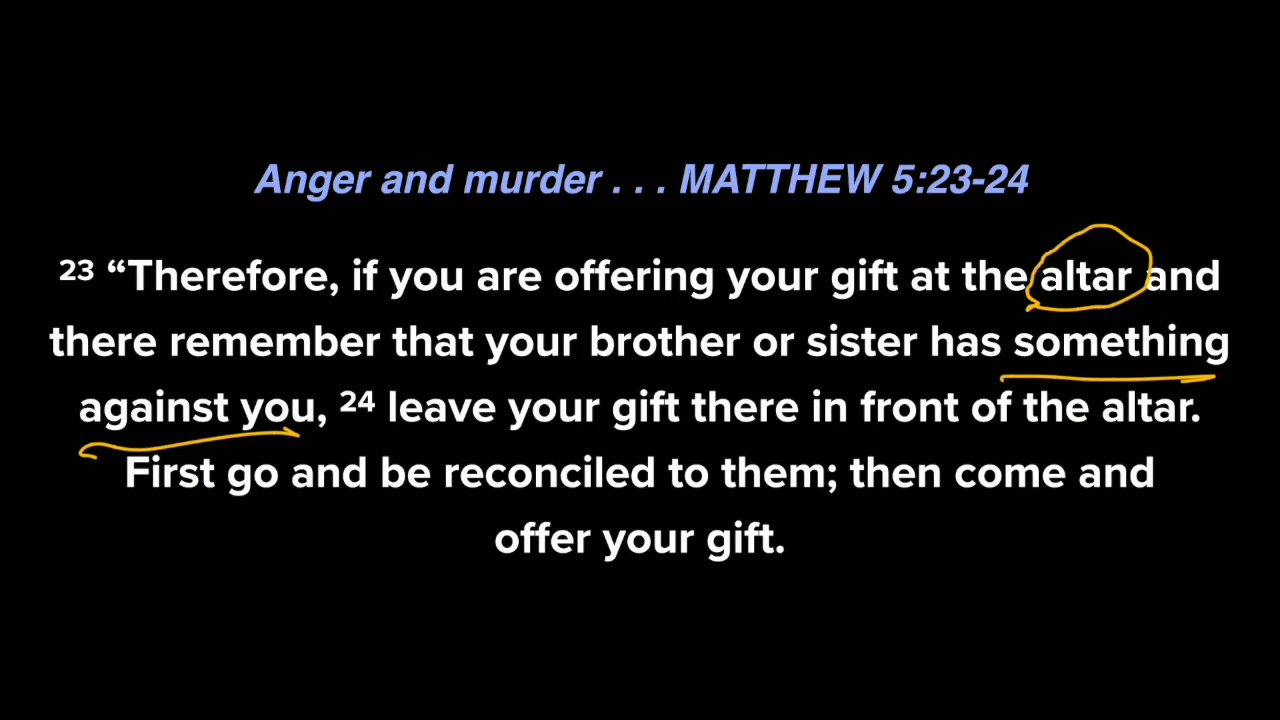 Anger and murder . . . MATTHEW 5:23-24
²³ “Therefore, if you are offering your gift at the altar and
there remember that your brother or sister has something
against you, ²⁴ leave your gift there in front of the altar.
First go and be reconciled to them; then come and
offer your gift.